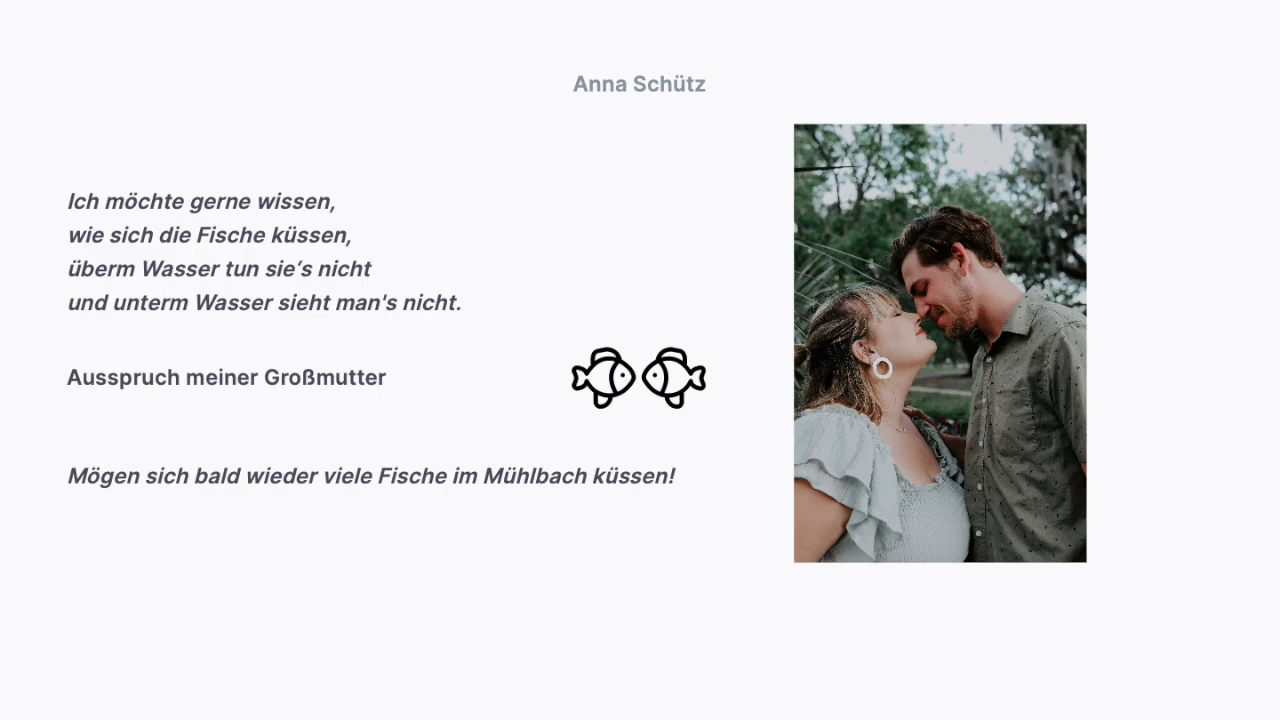 Anna Schütz
Ich möchte gerne wissen,
wie sich die Fische küssen,
überm Wasser tun sie‘s nicht
und unterm Wasser sieht man's nicht.
Ausspruch meiner Großmutter
Mögen sich bald wieder viele Fische im Mühlbach küssen!